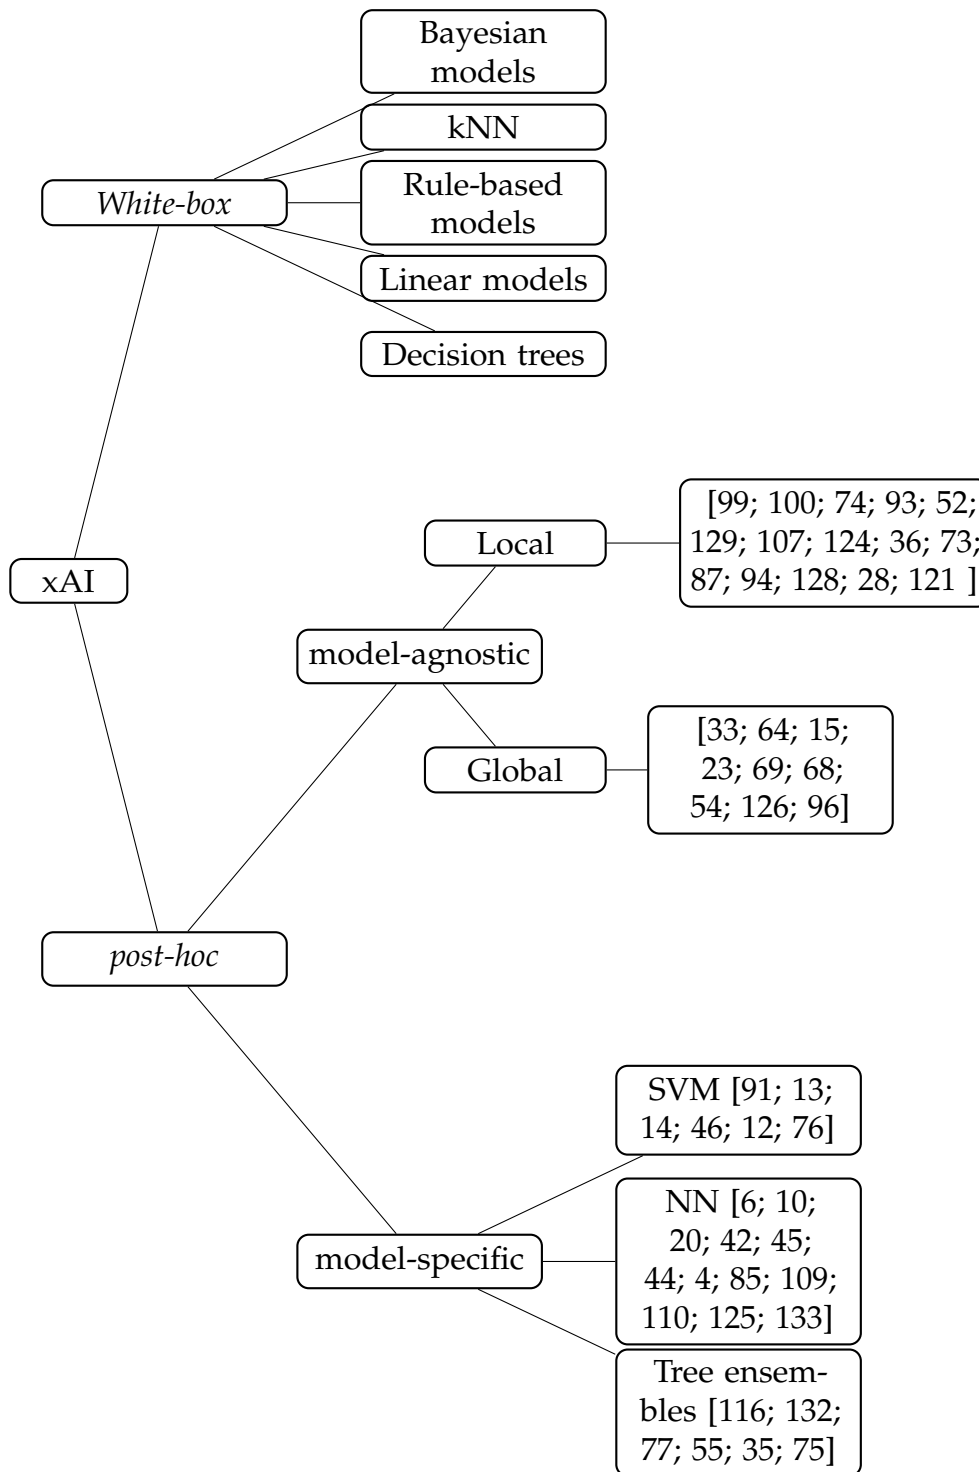 Bayesian
models
kNN
White-box
Rule-based
models
Linear models
Decision trees
xAI
model-agnostic
Local
[99; 100; 74; 93; 52;
129; 107; 124; 36; 73;
87; 94; 128; 28; 121 ]
Global
[33; 64; 15;
23; 69; 68;
54; 126; 96]
post-hoc
model-specific
SVM [91; 13;
14; 46; 12; 76]
NN [6; 10;
20; 42; 45;
44; 4; 85; 109;
110; 125; 133]
Tree ensem-
bles [116; 132;
77; 55; 35; 75]